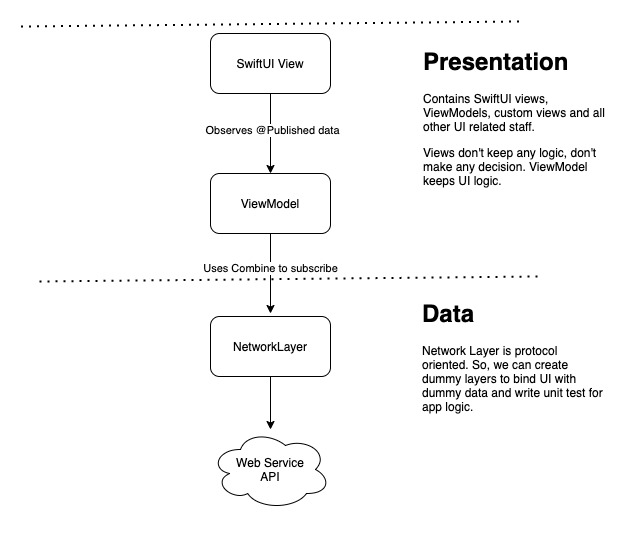 SwiftUI View
Presentation
Contains SwiftUI views,
ViewModels, custom views and all
other UI related staff.
Observes @Published data
Views don't keep any logic, don't
make any decision. ViewModel
keeps UI logic.
ViewModel
Uses Combine to subscribe
Data
NetworkLayer
Network Layer is protocol
oriented. So, we can create
dummy layers to bind UI with
dummy data and write unit test for
app logic.
Web Service
API